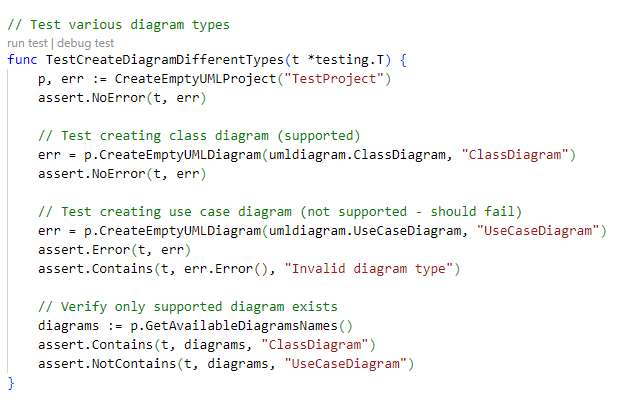 // Test various diagram types
run test | debug test
func TestCreateDiagramDifferentTypes(t *testing.T) {
    p, err := CreateEmptyUMLProject("TestProject")
    assert.NoError(t, err)

    // Test creating class diagram (supported)
    err = p.CreateEmptyUMLDiagram(umldiagram.ClassDiagram, "ClassDiagram")
    assert.NoError(t, err)

    // Test creating use case diagram (not supported - should fail)
    err = p.CreateEmptyUMLDiagram(umldiagram.UseCaseDiagram, "UseCaseDiagram")
    assert.Error(t, err)
    assert.Contains(t, err.Error(), "Invalid diagram type")

    // Verify only supported diagram exists
    diagrams := p.GetAvailableDiagramsNames()
    assert.Contains(t, diagrams, "ClassDiagram")
    assert.NotContains(t, diagrams, "UseCaseDiagram")
}